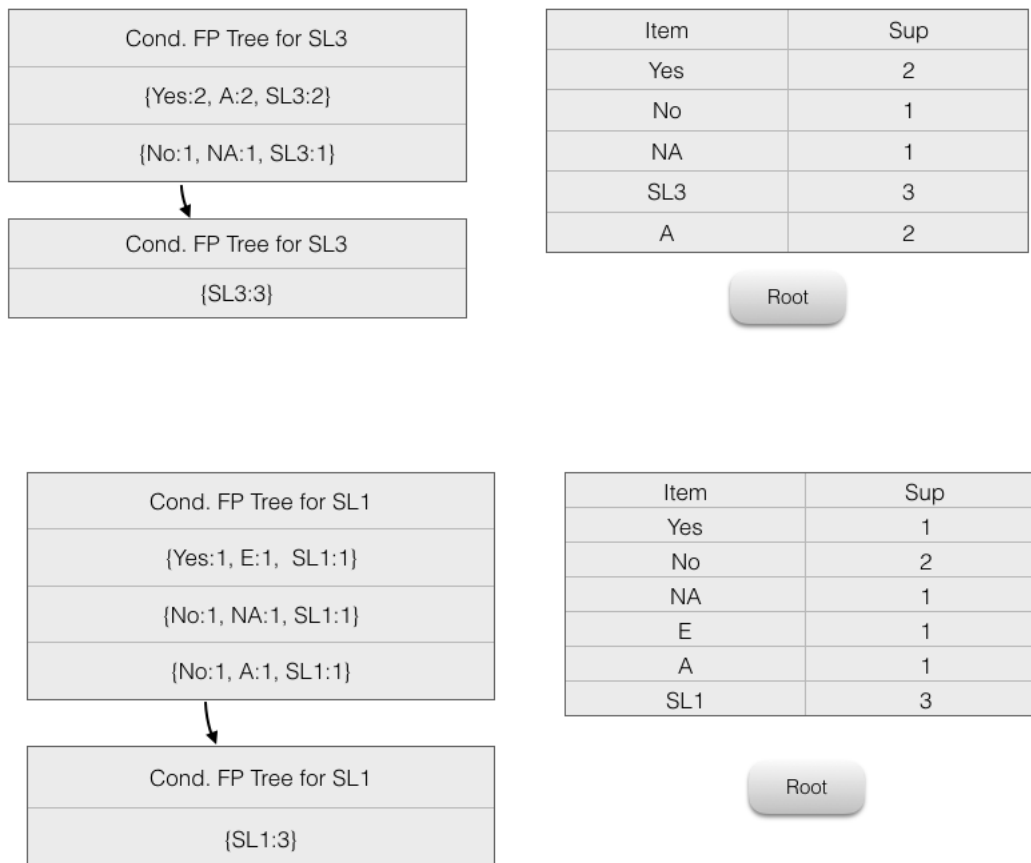 Cond. FP Tree for SL3
{Yes:2, A:2, SL3:2}
{No:1, NA:1, SL3:1}
Cond. FP Tree for SL3
{SL3:3}
Item Sup
Yes 2
No 1
NA 1
SL3 3
A 2
Root
Cond. FP Tree for SL1
{Yes:1, E:1, SL1:1}
{No:1, NA:1, SL1:1}
{No:1, A:1, SL1:1}
Cond. FP Tree for SL1
{SL1:3}
Item Sup
Yes 1
No 2
NA 1
E 1
A 1
SL1 3
Root